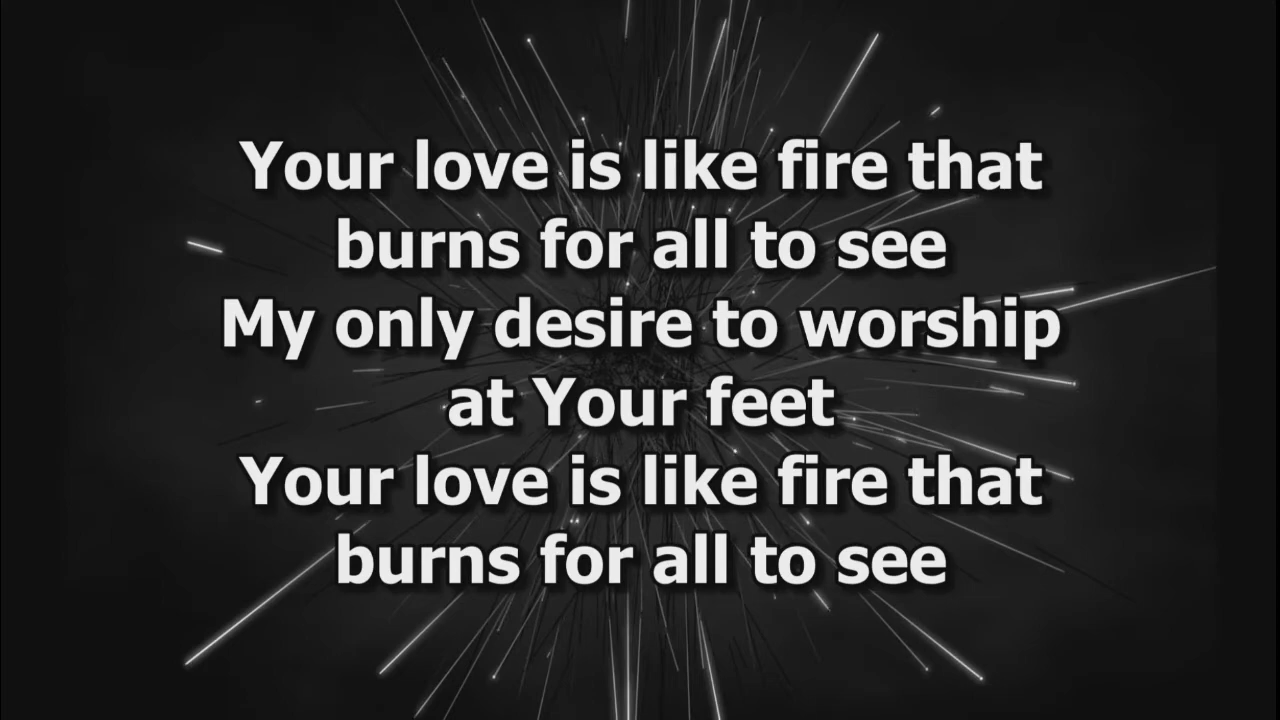 Your love is like fire that
burns for all to see
My only desire to worship
at Your feet
Your love is like fire that
burns for all to see